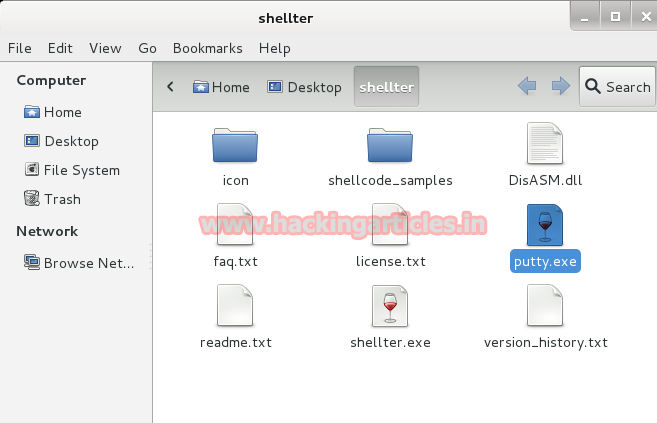 shellter
File Edit View Go Bookmarks Help
Computer
Home
Desktop
File System
Trash
Network
Browse Net...
Home Desktop shellter Search
icon shellcode_samples DisASM.dll
www.hackingarticles.in
faq.txt license.txt putty.exe
readme.txt shellter.exe version_history.txt